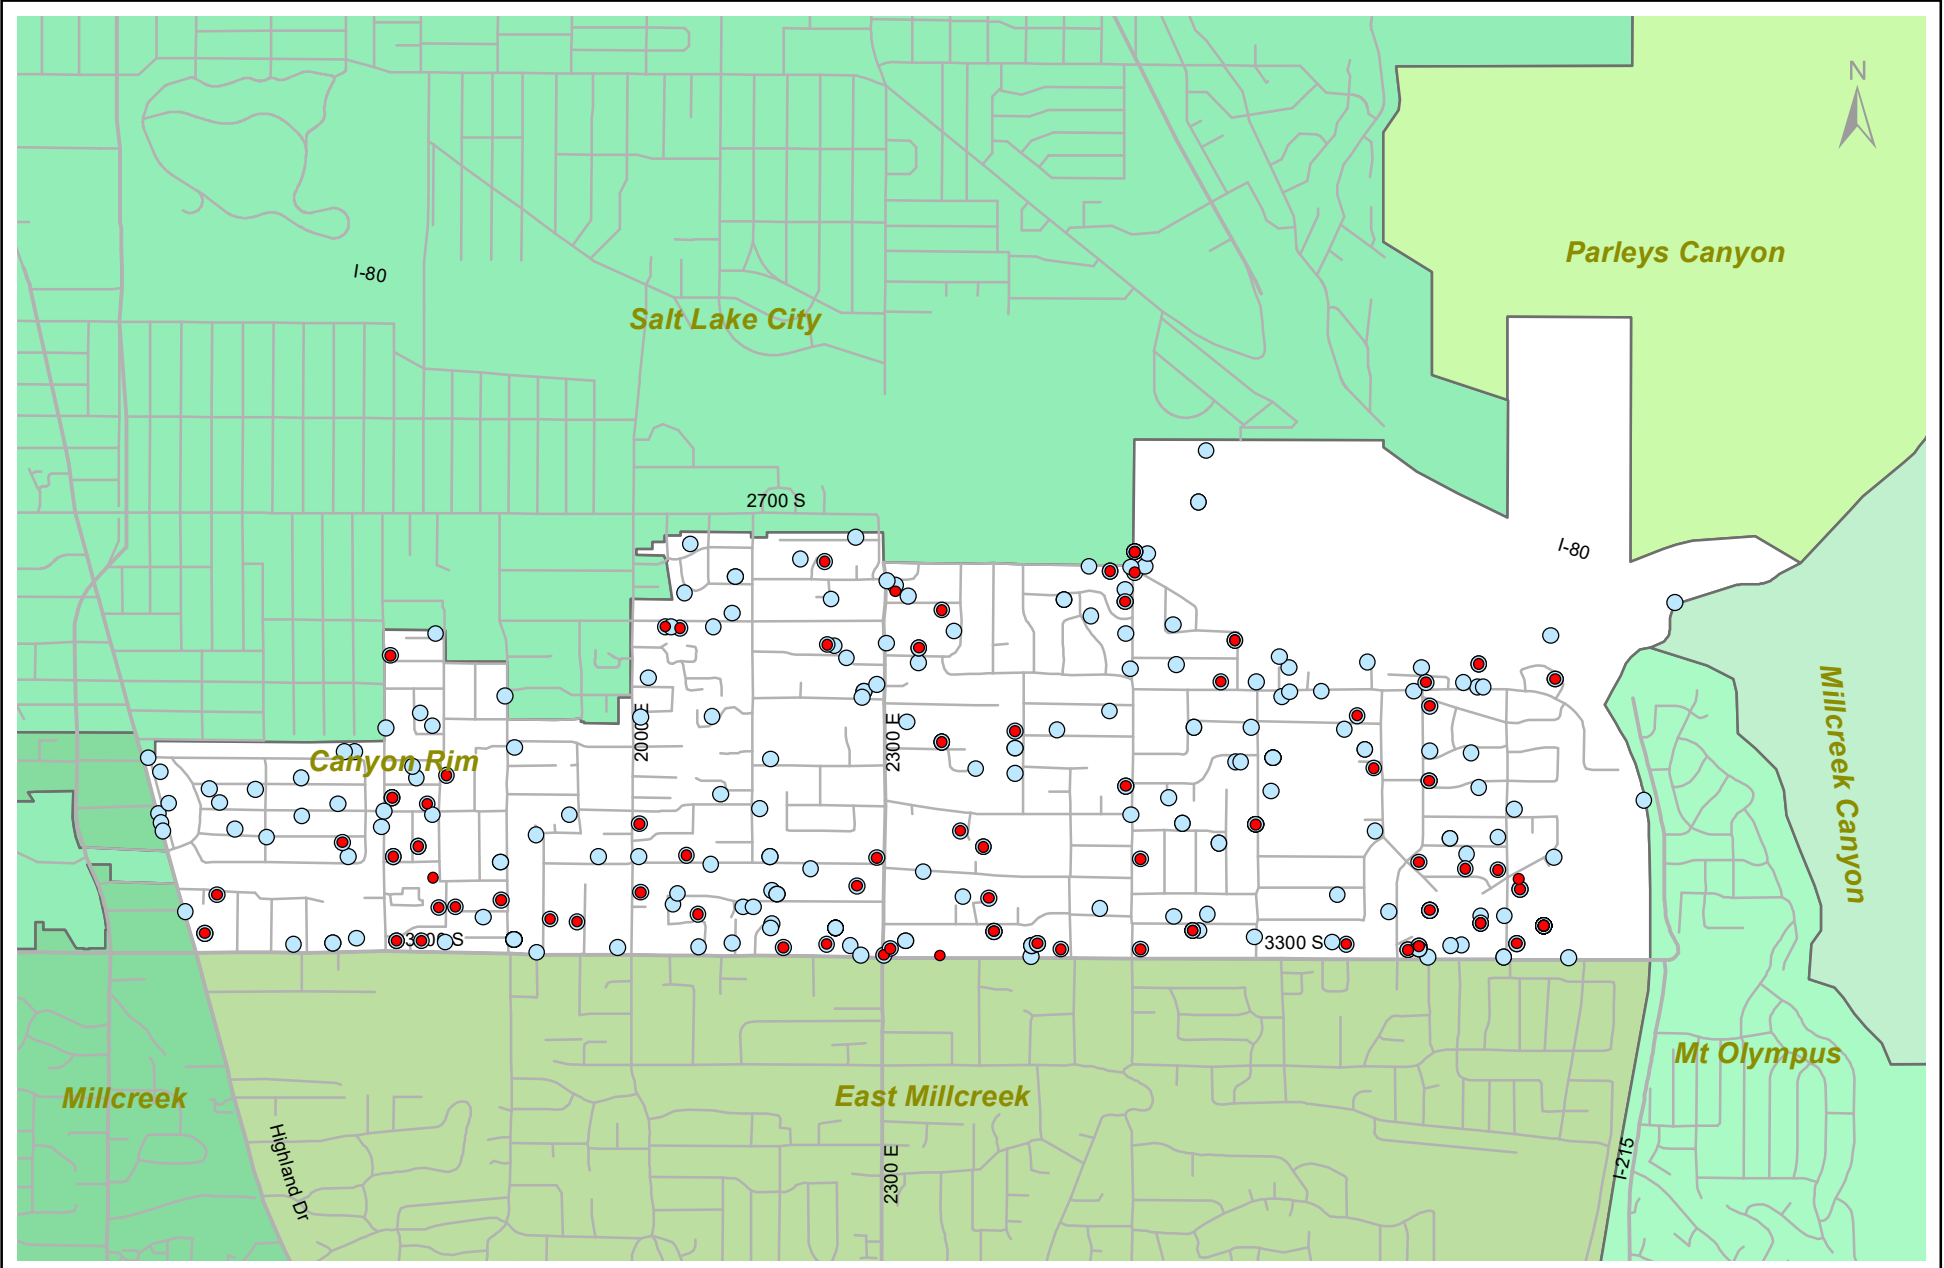 N
Parleys Canyon
I-80
Salt Lake City
2700 S
I-80
2000 E
2300 E
Canyon Rim
Millcreek Canyon
3300 S
3300 S
Mt Olympus
Millcreek
East Millcreek
Highland Dr
2300 E
I-215